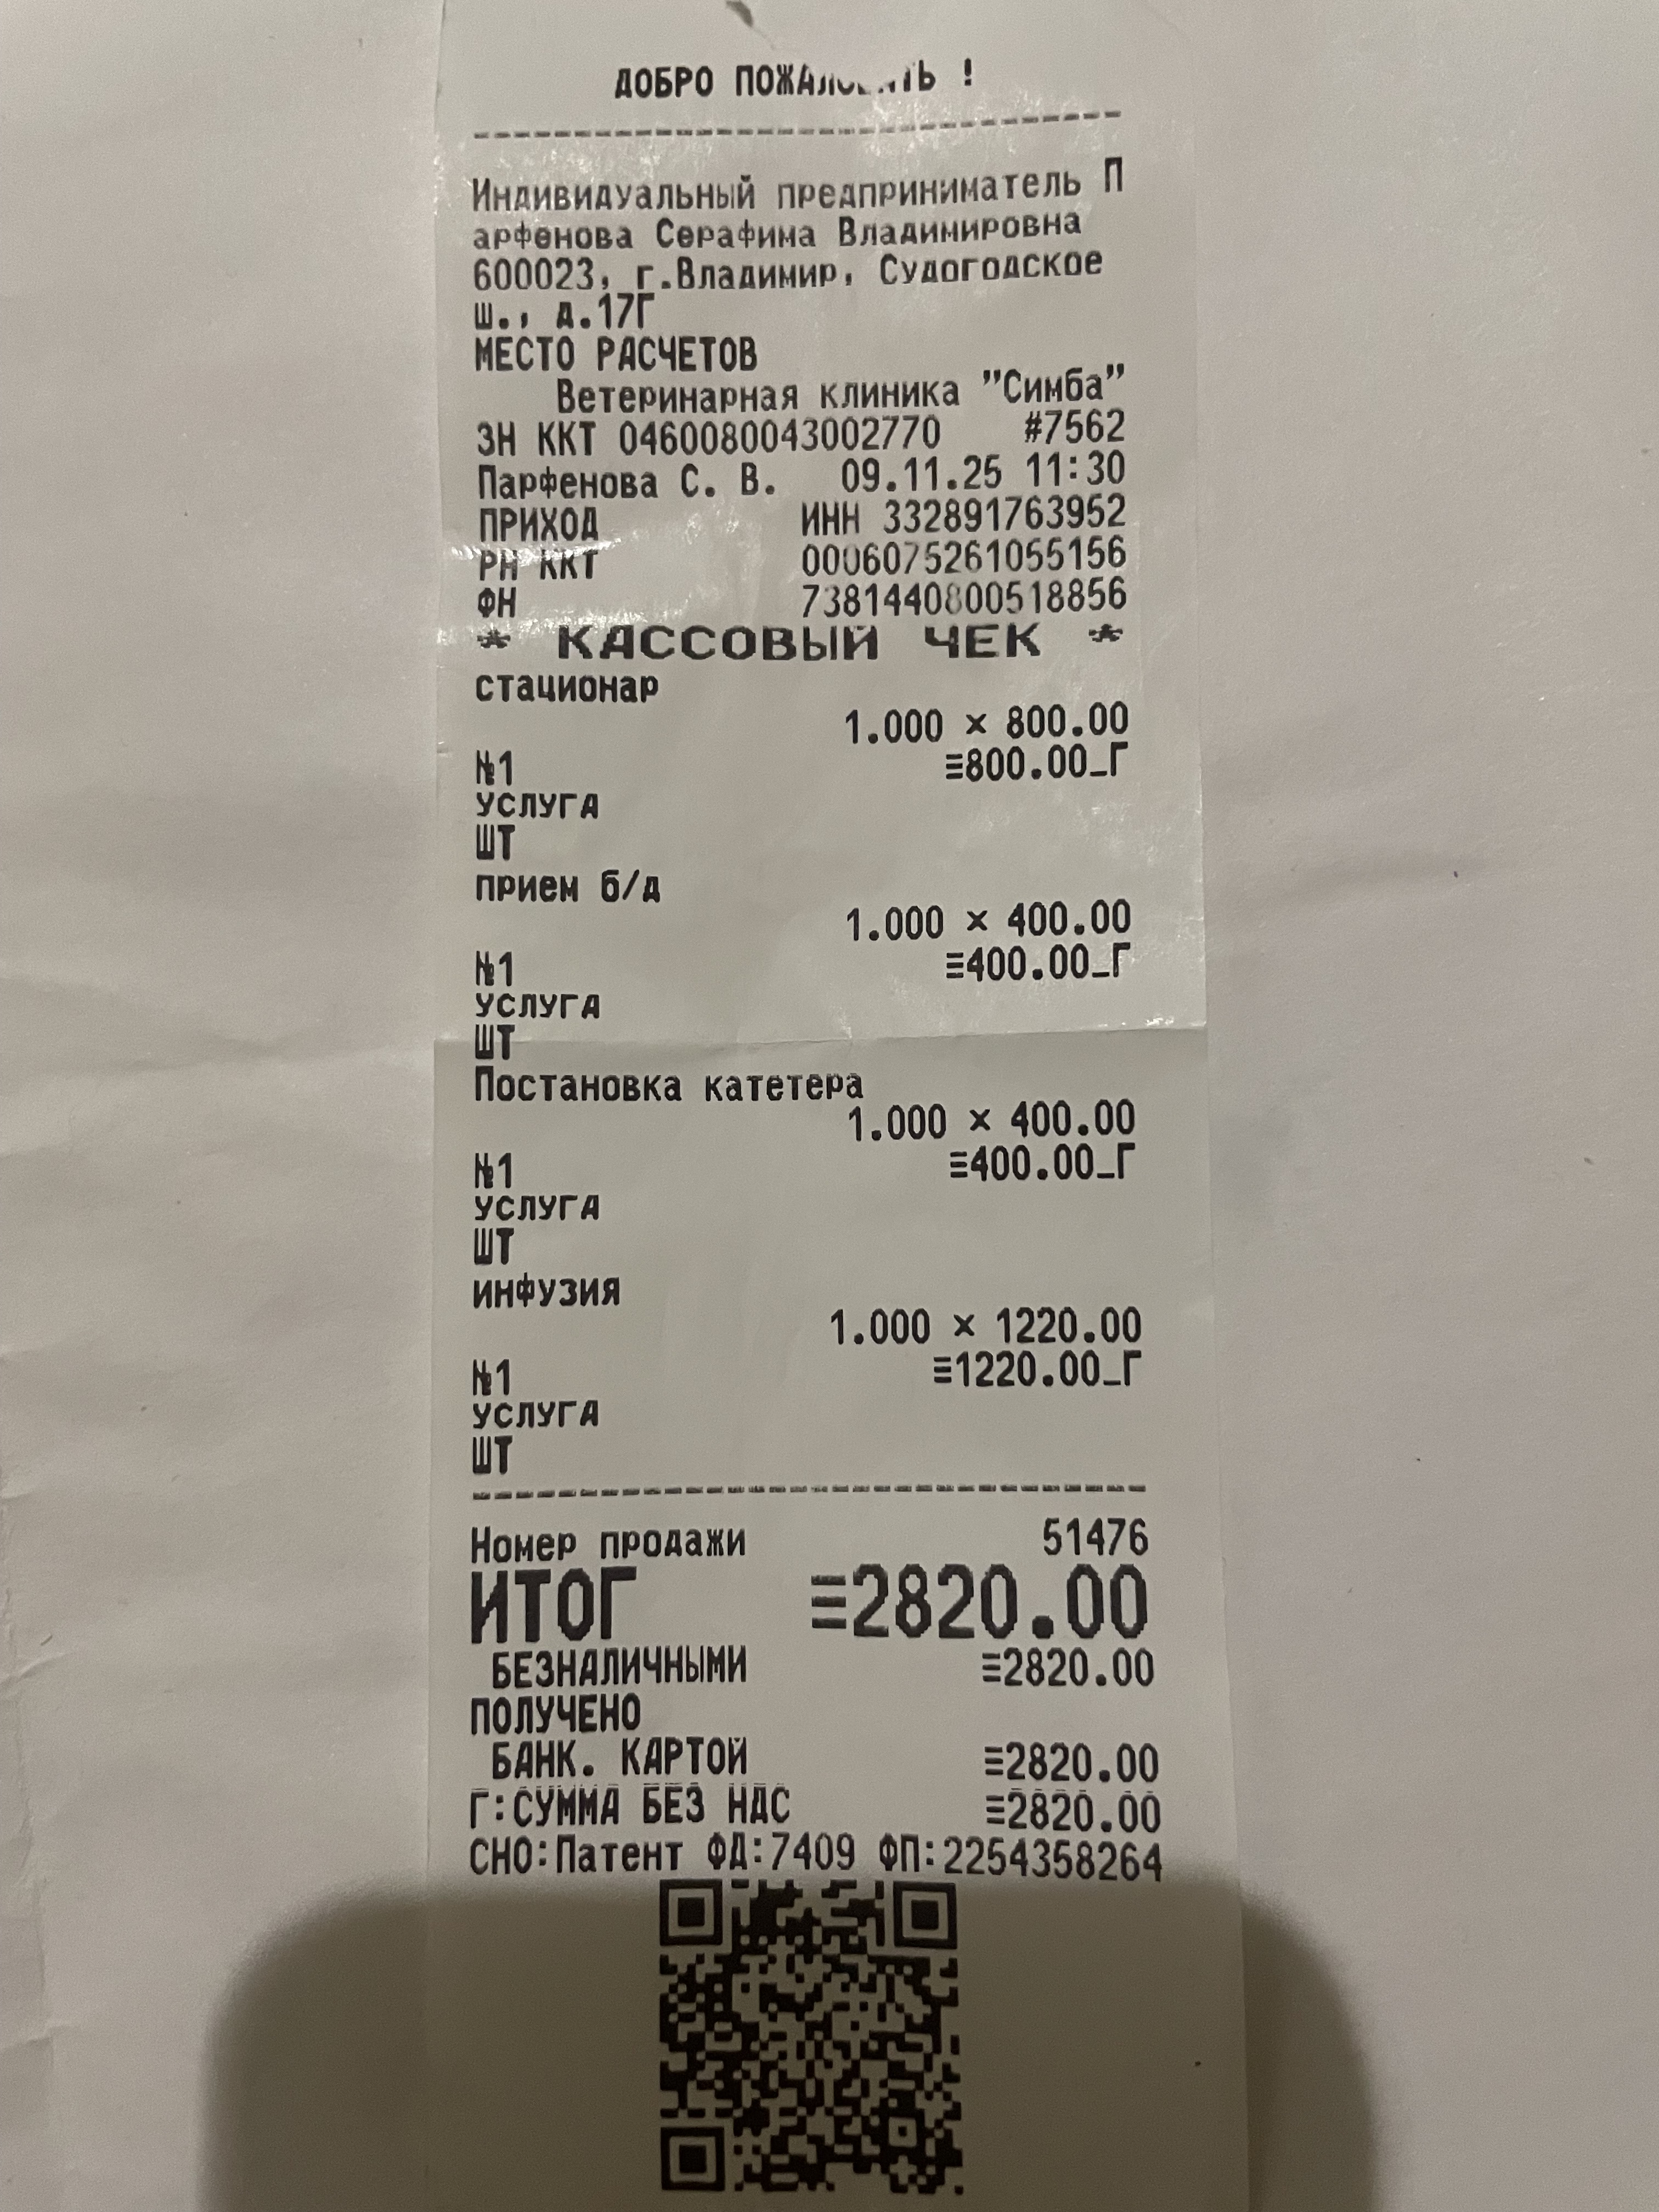 ДОБРО ПОЖАЛОВАТЬ !
Индивидуальный предприниматель П
арфенова Серафима Владимировна
600023, г.Владимир, Судогодское
ш., д.17Г
МЕСТО РАСЧЕТОВ
Ветеринарная клиника "Симба"
ЗН ККТ 0460080043002770 #7562
Парфенова С. В. 09.11.25 11:30
ПРИХОД ИНН 332891763952
РН ККТ 0006075261055156
ФН 7381440800518856
* КАССОВЫЙ ЧЕК *
стационар
1.000 × 800.00
№1 ≡800.00_Г
УСЛУГА
ШТ
прием б/д
1.000 × 400.00
№1 ≡400.00_Г
УСЛУГА
ШТ
Постановка катетера
1.000 × 400.00
№1 ≡400.00_Г
УСЛУГА
ШТ
ИНФУЗИЯ
1.000 × 1220.00
№1 ≡1220.00_Г
УСЛУГА
ШТ
Номер продажи 51476
ИТОГ ≡2820.00
БЕЗНАЛИЧНЫМИ ≡2820.00
ПОЛУЧЕНО
БАНК. КАРТОЙ ≡2820.00
Г:СУММА БЕЗ НДС ≡2820.00
СНО:Патент ФД:7409 ФП:2254358264